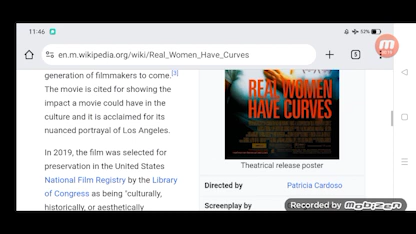 11:46
52%
en.m.wikipedia.org/wiki/Real_Women_Have_Curves
5
generation of filmmakers to come.[3]
The movie is cited for showing the
impact a movie could have in the
culture and it is acclaimed for its
nuanced portrayal of Los Angeles.
In 2019, the film was selected for
preservation in the United States
National Film Registry by the Library
of Congress as being "culturally,
historically, or aesthetically
REAL WOMEN
HAVE CURVES
Theatrical release poster
Directed by Patricia Cardoso
Screenplay by
Recorded by mobizen